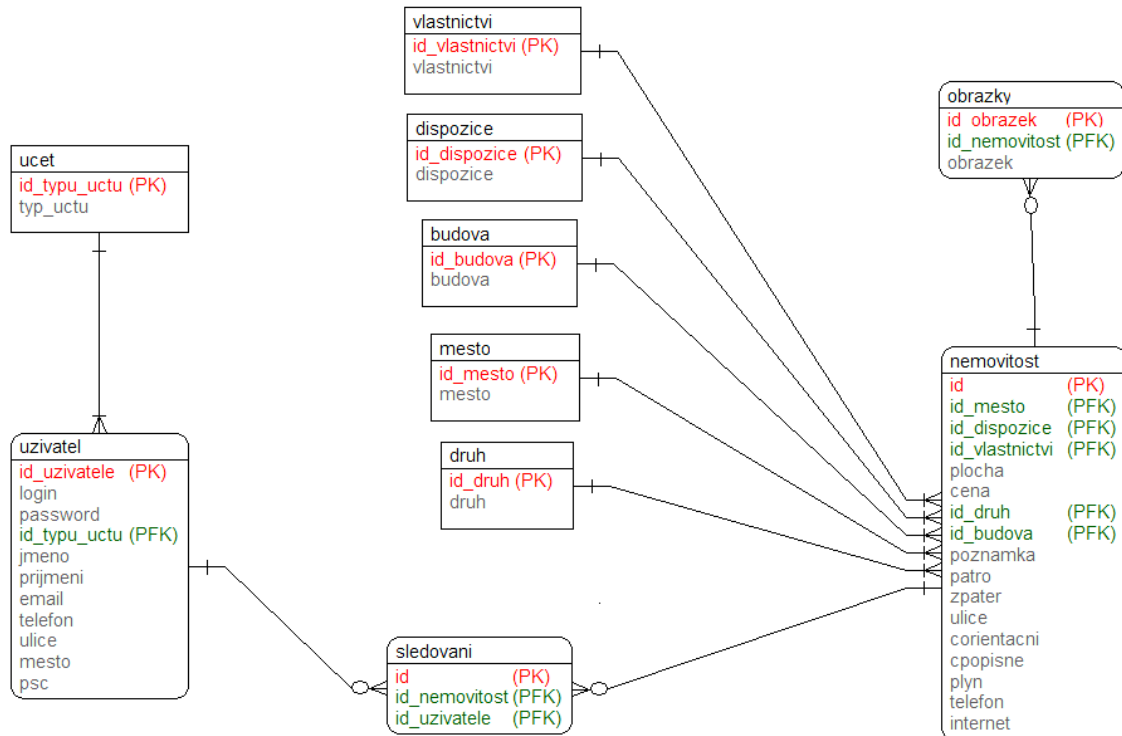 vlastnictvi
id_vlastnictvi (PK)
vlastnictvi
dispozice
id_dispozice (PK)
dispozice
budova
id_budova (PK)
budova
mesto
id_mesto (PK)
mesto
druh
id_druh (PK)
druh
ucet
id_typu_uctu (PK)
typ_uctu
uzivatel
id_uzivatele (PK)
login
password
id_typu_uctu (PFK)
jmeno
prijmeni
email
telefon
ulice
mesto
psc
sledovani
id (PK)
id_nemovitost (PFK)
id_uzivatele (PFK)
obrazky
id_obrazek (PK)
id_nemovitost (PFK)
obrazek
nemovitost
id (PK)
id_mesto (PFK)
id_dispozice (PFK)
id_vlastnictvi (PFK)
plocha
cena
id_druh (PFK)
id_budova (PFK)
poznamka
patro
zpater
ulice
corientacni
cpopisne
plyn
telefon
internet